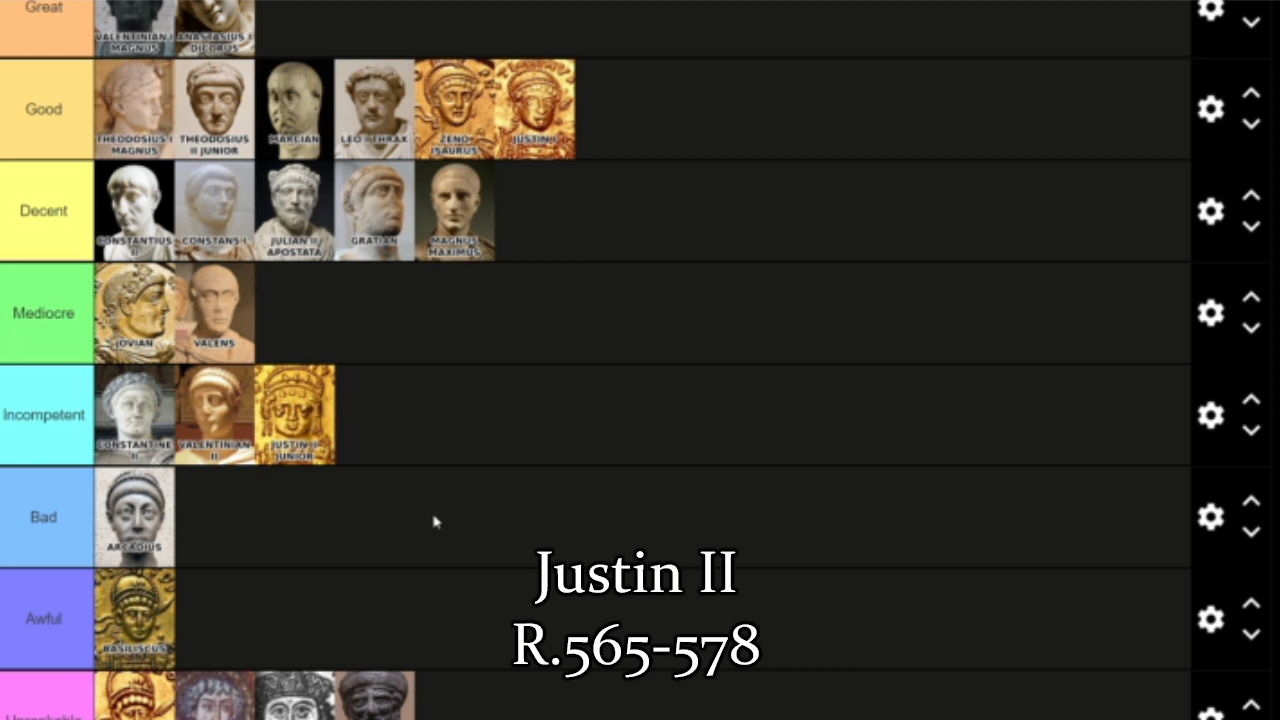 Great
VALENTINIAN I
MAGNUS
ANASTASIUS I
DICORUS
Good
THEODOSIUS I
MAGNUS
THEODOSIUS
II JUNIOR
MARCIAN
LEO I THRAX
ZENO
ISAURUS
JUSTIN I
Decent
CONSTANTIUS
II
CONSTANS I
JULIAN II
APOSTATA
GRATIAN
MAGNUS
MAXIMUS
Mediocre
JOVIAN
VALENS
Incompetent
CONSTANTINE
II
VALENTINIAN
II
JUSTIN II
JUNIOR
Bad
ARCADIUS
Awful
BASILISCUS
Justin II
R.565-578